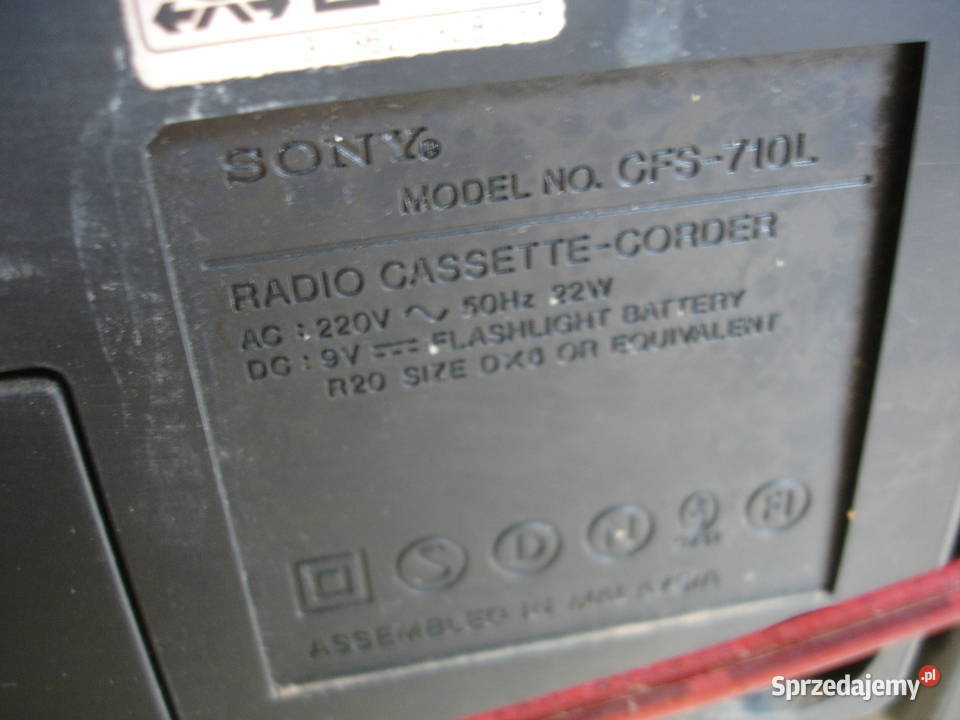 SONY®
MODEL NO. CFS-710L
RADIO CASSETTE-CORDER
AC : 220V ~ 50Hz 22W
DC : 9V ⎓ FLASHLIGHT BATTERY
R20 SIZE DX6 OR EQUIVALENT
S D N FI
ASSEMBLED IN MALAYSIA
Sprzedajemy.pl